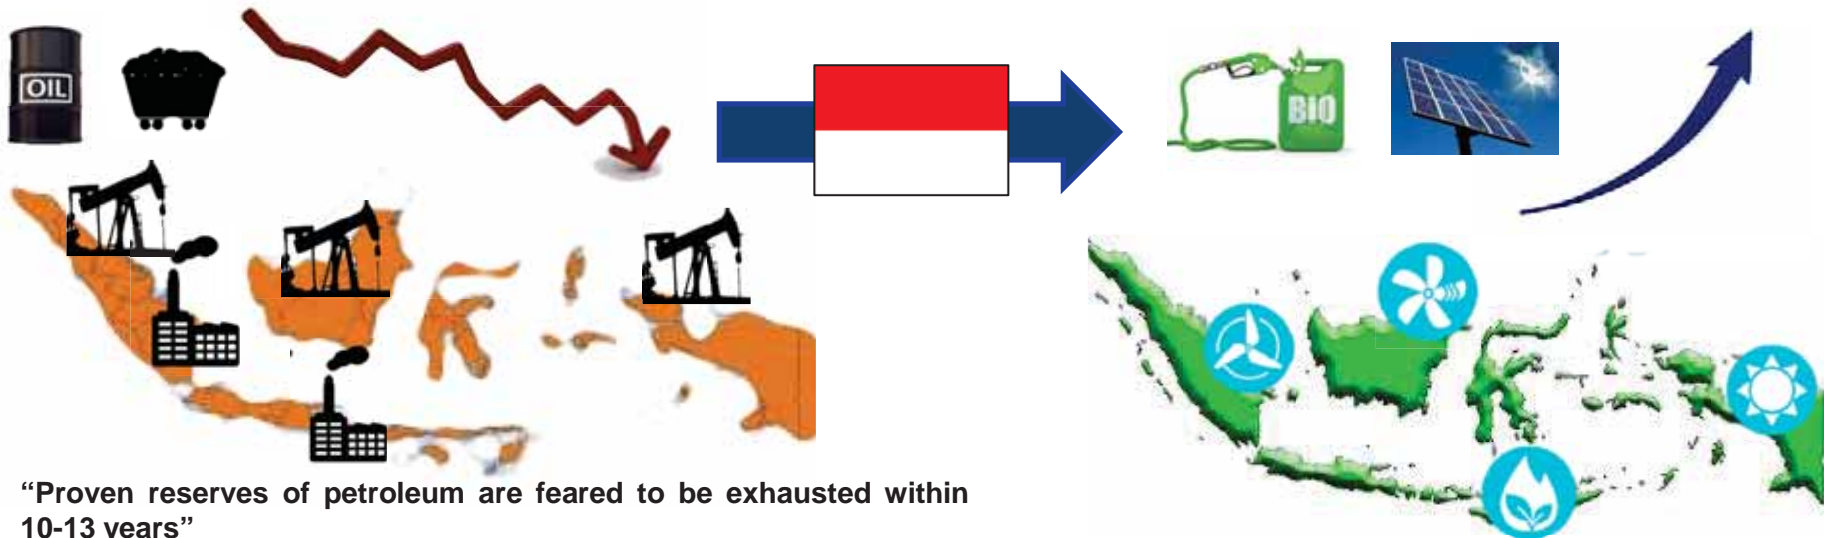 OIL
BIO
“Proven reserves of petroleum are feared to be exhausted within
10-13 years”